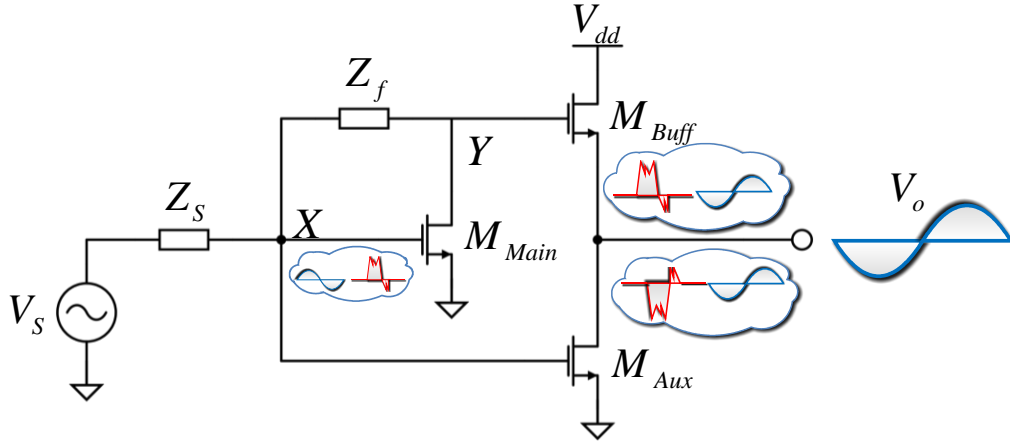 V_dd
Z_f
M_Buff
Y
Z_S
X
M_Main
V_o
V_S
M_Aux